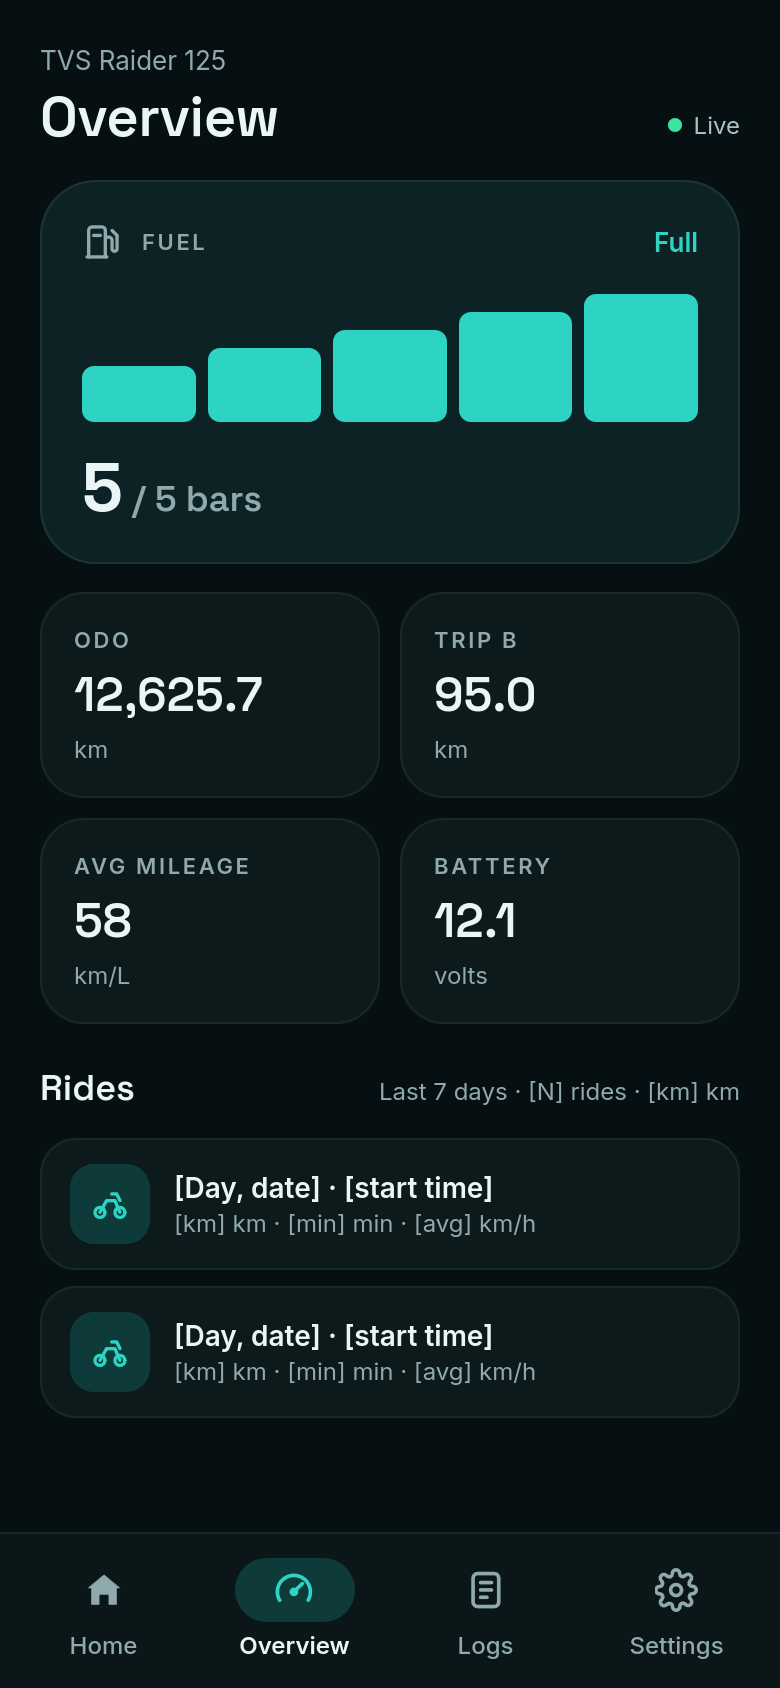 TVS Raider 125
Overview
Live
FUEL
Full
5 / 5 bars
ODO
12,625.7
km
TRIP B
95.0
km
AVG MILEAGE
58
km/L
BATTERY
12.1
volts
Rides
Last 7 days · [N] rides · [km] km
[Day, date] · [start time]
[km] km · [min] min · [avg] km/h
[Day, date] · [start time]
[km] km · [min] min · [avg] km/h
Home
Overview
Logs
Settings